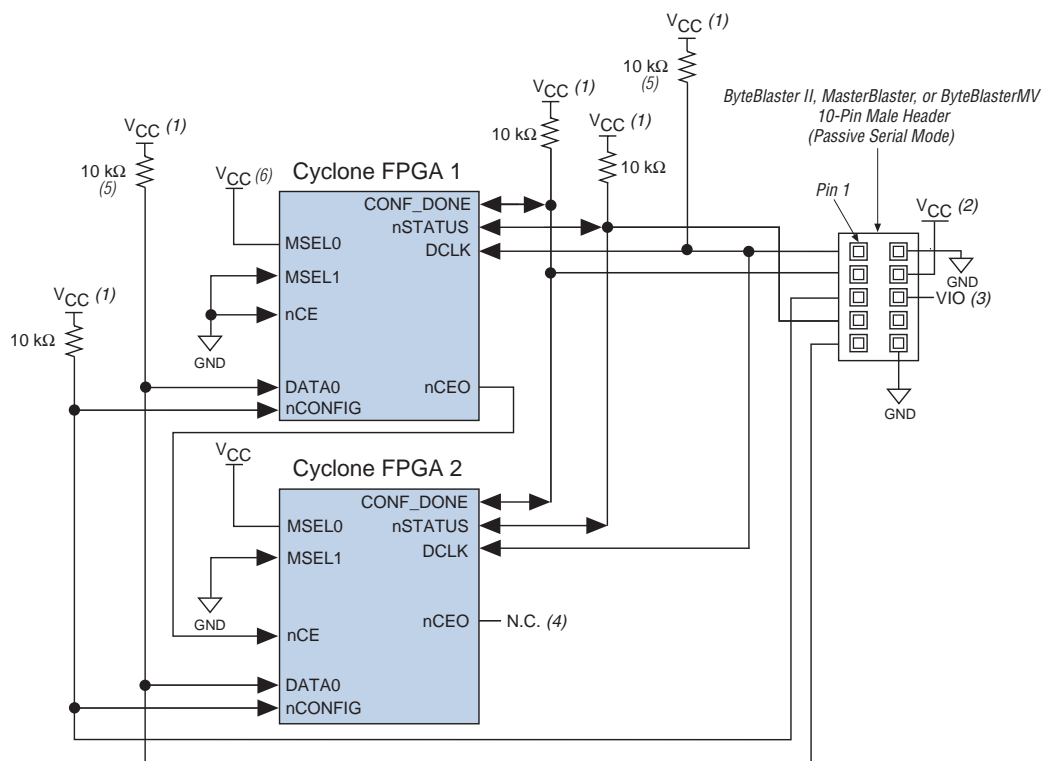 VCC (1)
10 kΩ
(5)
VCC (1)
10 kΩ
VCC (1)
10 kΩ
ByteBlaster II, MasterBlaster, or ByteBlasterMV
10-Pin Male Header
(Passive Serial Mode)
Pin 1
VCC (2)
GND
VIO (3)
GND
VCC (1)
10 kΩ
(5)
VCC (1)
10 kΩ
VCC (6)
Cyclone FPGA 1
CONF_DONE
nSTATUS
DCLK
MSEL0
MSEL1
nCE
GND
DATA0
nCEO
nCONFIG
VCC
Cyclone FPGA 2
CONF_DONE
nSTATUS
DCLK
MSEL0
MSEL1
GND
nCEO
N.C. (4)
nCE
DATA0
nCONFIG